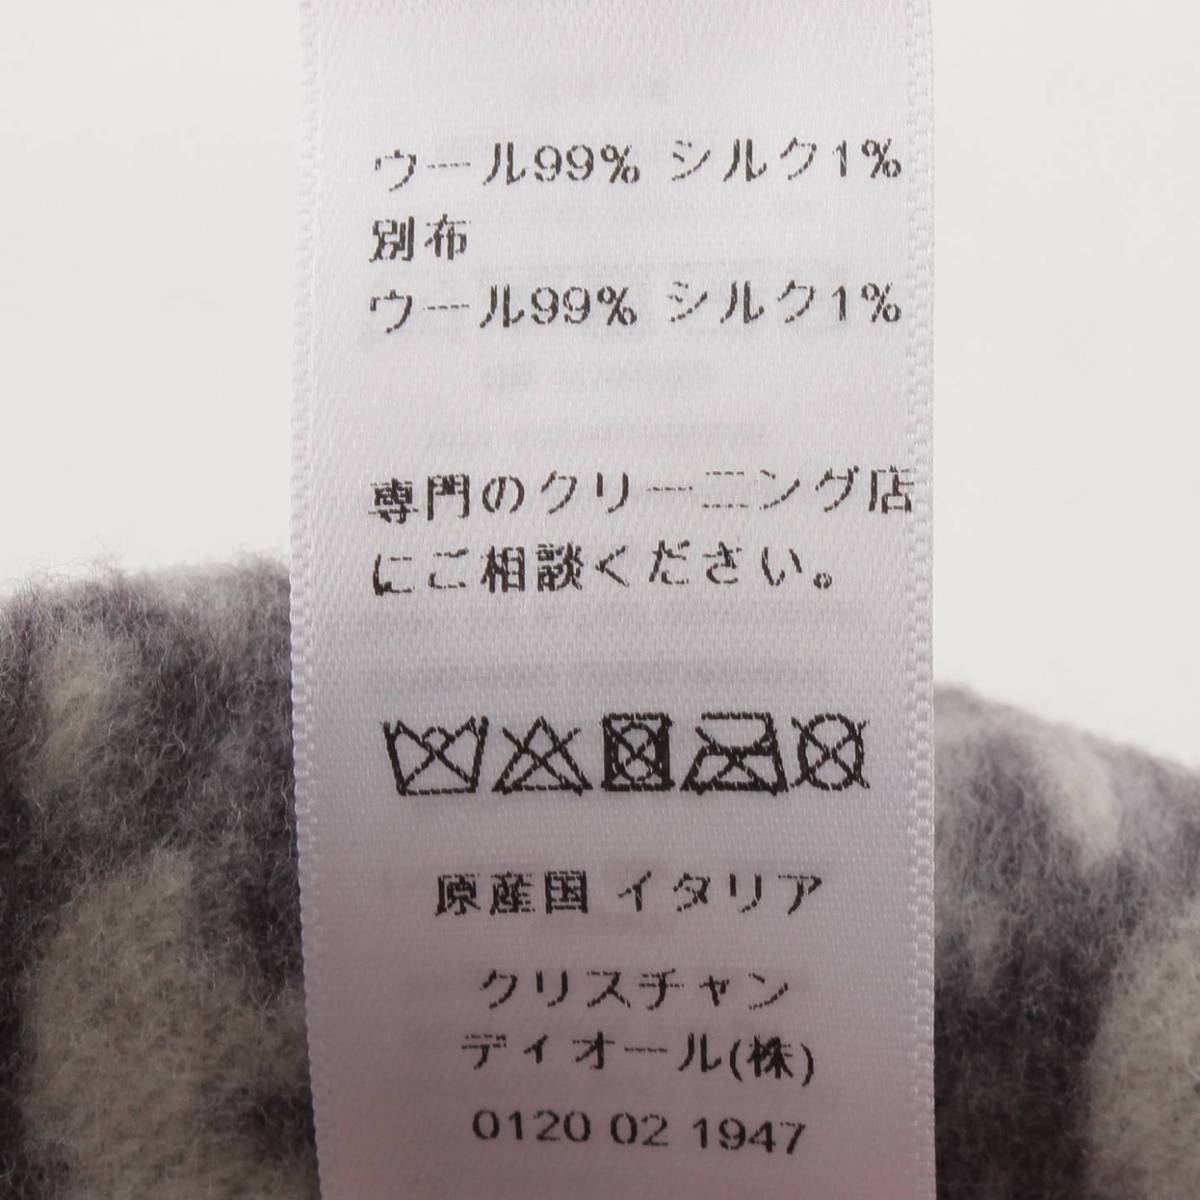 ウール99% シルク1%
別布
ウール99% シルク1%
専門のクリーニング店
にご相談ください。
原産国 イタリア
クリスチャン
ディオール(株)
0120 02 1947